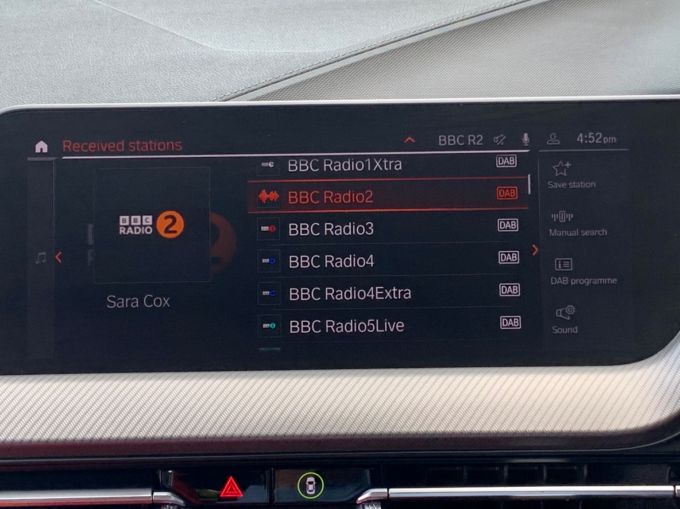 Received stations
BBC R2
4:52pm
BBC RADIO 2
Sara Cox
BBC Radio1Xtra DAB
BBC Radio2 DAB
BBC Radio3 DAB
BBC Radio4 DAB
BBC Radio4Extra DAB
BBC Radio5Live DAB
Save station
Manual search
DAB programme
Sound